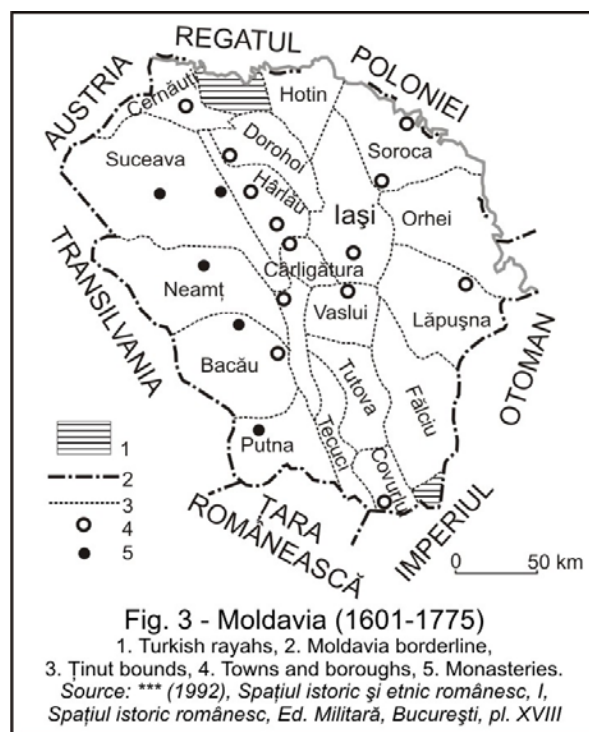 REGATUL
POLONIEI
AUSTRIA
Cernăuți
Hotin
Dorohoi
Soroca
Suceava
Hârlău
Iași
Orhei
TRANSILVANIA
Cârligătura
Neamț
Vaslui
Lăpușna
OTOMAN
Bacău
Tutova
Fălciu
Putna
Tecuci
Covurlui
IMPERIUL
ȚARA
ROMÂNEASCĂ
1
2
3
4
5
0 50 km
Fig. 3 - Moldavia (1601-1775)
1. Turkish rayahs, 2. Moldavia borderline,
3. Ținut bounds, 4. Towns and boroughs, 5. Monasteries.
Source: *** (1992), Spațiul istoric și etnic românesc, I,
Spațiul istoric românesc, Ed. Militară, București, pl. XVIII